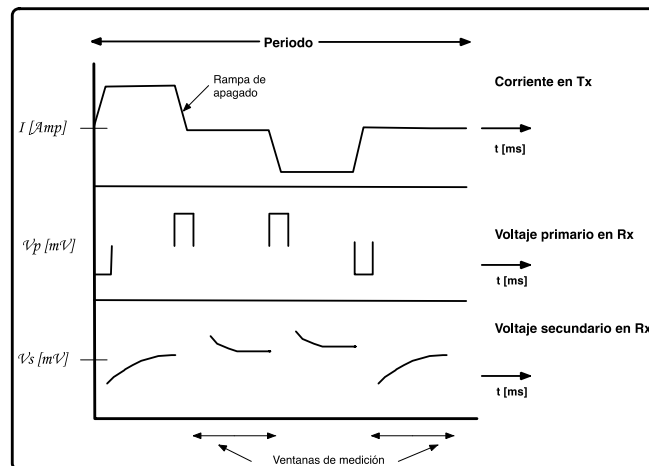 Periodo
Rampa de
apagado
Corriente en Tx
I [Amp]
t [ms]
Vp [mV]
Voltaje primario en Rx
t [ms]
Voltaje secundario en Rx
Vs [mV]
t [ms]
Ventanas de medición